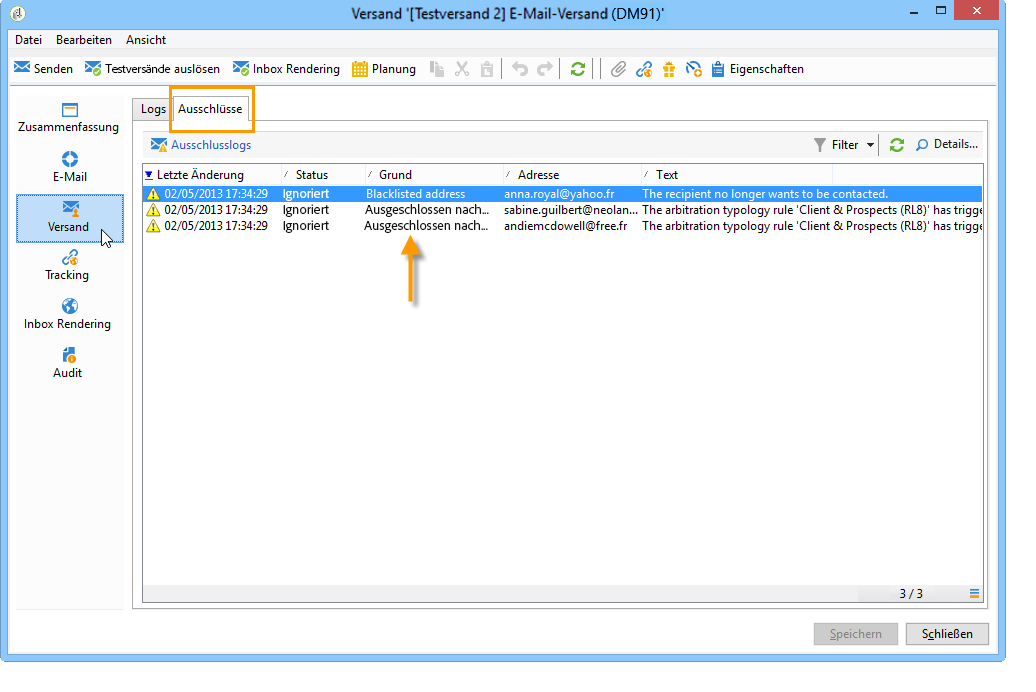 Versand '[Testversand 2] E-Mail-Versand (DM91)'
Datei Bearbeiten Ansicht
Senden Testversände auslösen Inbox Rendering Planung Eigenschaften
Zusammenfassung
E-Mail
Versand
Tracking
Inbox Rendering
Audit
Logs Ausschlüsse
Ausschlusslogs Filter Details...
Letzte Änderung Status Grund Adresse Text
02/05/2013 17:34:29 Ignoriert Blacklisted address anna.royal@yahoo.fr The recipient no longer wants to be contacted.
02/05/2013 17:34:29 Ignoriert Ausgeschlossen nach... sabine.guilbert@neolan... The arbitration typology rule 'Client & Prospects (RL8)' has trigge
02/05/2013 17:34:29 Ignoriert Ausgeschlossen nach... andiemcdowell@free.fr The arbitration typology rule 'Client & Prospects (RL8)' has trigge
3 / 3
Speichern Schließen